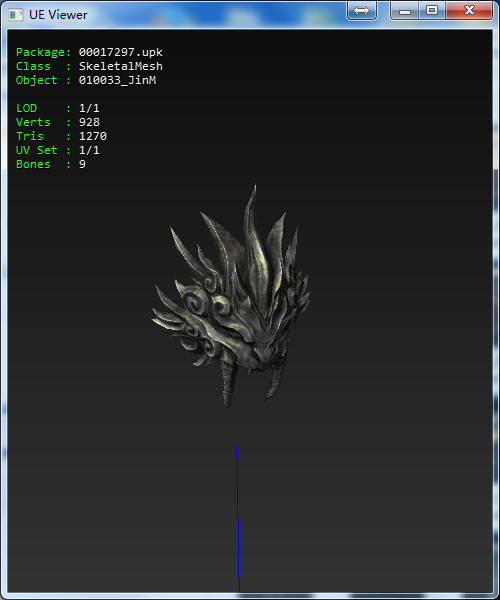 UE Viewer
Package: 00017297.upk
Class : SkeletalMesh
Object : 010033_JinM
LOD : 1/1
Verts : 928
Tris : 1270
UV Set : 1/1
Bones : 9